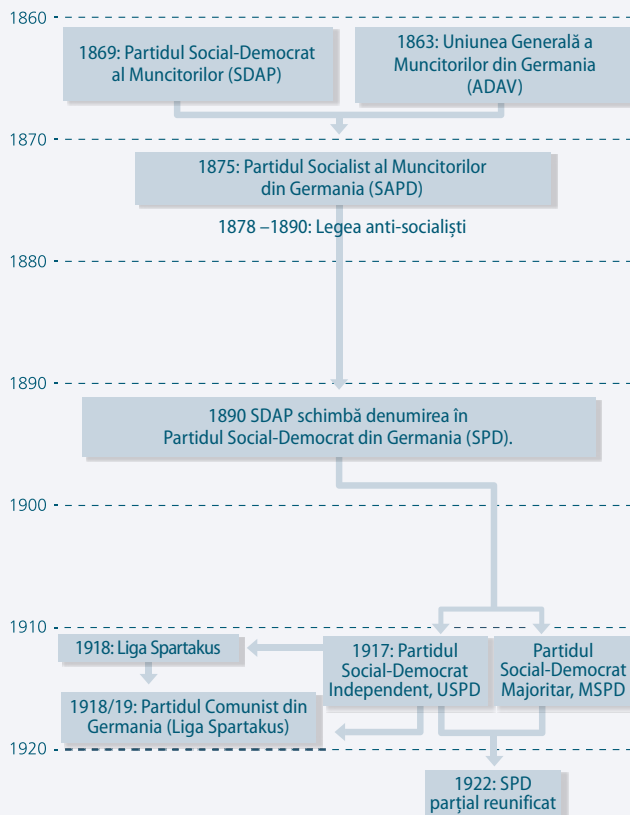 1860
1869: Partidul Social-Democrat
al Muncitorilor (SDAP)
1863: Uniunea Generală a
Muncitorilor din Germania
(ADAV)
1870
1875: Partidul Socialist al Muncitorilor
din Germania (SAPD)
1878 –1890: Legea anti-socialiști
1880
1890
1890 SDAP schimbă denumirea în
Partidul Social-Democrat din Germania (SPD).
1900
1910
1918: Liga Spartakus
1917: Partidul
Social-Democrat
Independent, USPD
Partidul
Social-Democrat
Majoritar, MSPD
1918/19: Partidul Comunist din
Germania (Liga Spartakus)
1920
1922: SPD
parțial reunificat